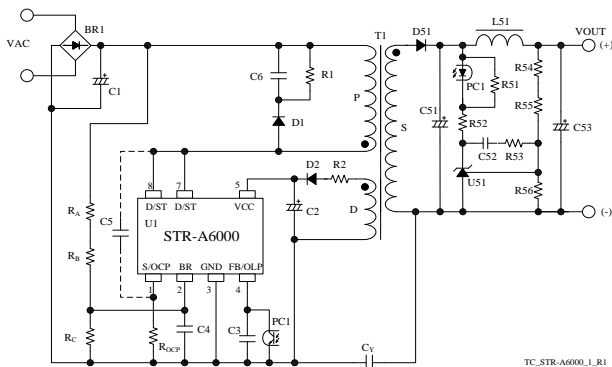 BR1
VAC
C1
C6
R1
D1
P
T1
D51
S
L51
VOUT
(+)
PC1
R51
R54
R55
C51
R52
C52
R53
C53
U51
R56
(-)
D2
R2
C2
D
8
7
5
D/ST
D/ST
VCC
U1
STR-A6000
S/OCP
BR
GND
FB/OLP
1
2
3
4
C5
RA
RB
RC
ROCP
C4
C3
PC1
CY
TC_STR-A6000_1_R1